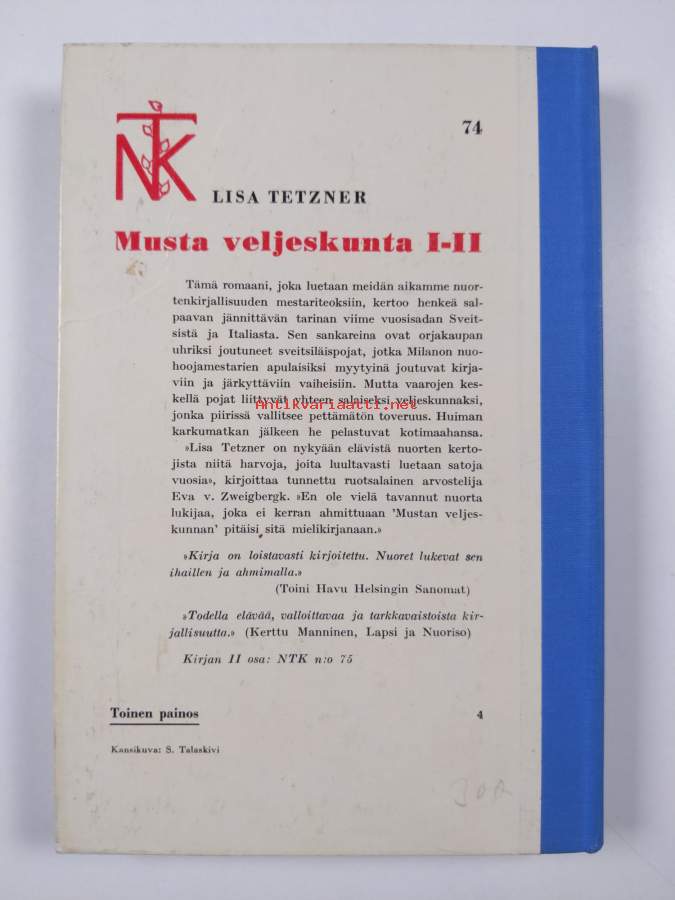 NTK
74
LISA TETZNER
Musta veljeskunta I-II
Tämä romaani, joka luetaan meidän aikamme nuor-
tenkirjallisuuden mestariteoksiin, kertoo henkeä sal-
paavan jännittävän tarinan viime vuosisadan Sveit-
sistä ja Italiasta. Sen sankareina ovat orjakaupan
uhriksi joutuneet sveitsiläispojat, jotka Milanon nuo-
hoojamestarien apulaisiksi myytyinä joutuvat kirja-
viin ja järkyttäviin vaiheisiin. Mutta vaarojen kes-
kellä pojat liittyvät yhteen salaiseksi veljeskunnaksi,
Antikvariaatti.net
jonka piirissä vallitsee pettämätön toveruus. Huiman
karkumatkan jälkeen he pelastuvat kotimaahansa.
»Lisa Tetzner on nykyään elävistä nuorten kerto-
jista niitä harvoja, joita luultavasti luetaan satoja
vuosia», kirjoittaa tunnettu ruotsalainen arvostelija
Eva v. Zweigbergk. »En ole vielä tavannut nuorta
lukijaa, joka ei kerran ahmittuaan 'Mustan veljes-
kunnan' pitäisi sitä mielikirjanaan.»
»Kirja on loistavasti kirjoitettu. Nuoret lukevat sen
ihaillen ja ahmimalla.»
(Toini Havu Helsingin Sanomat)
»Todella elävää, valloittavaa ja tarkkavaistoista kir-
jallisuutta.» (Kerttu Manninen, Lapsi ja Nuoriso)
Kirjan II osa: NTK n:o 75
Toinen painos
4
Kansikuva: S. Talaskivi